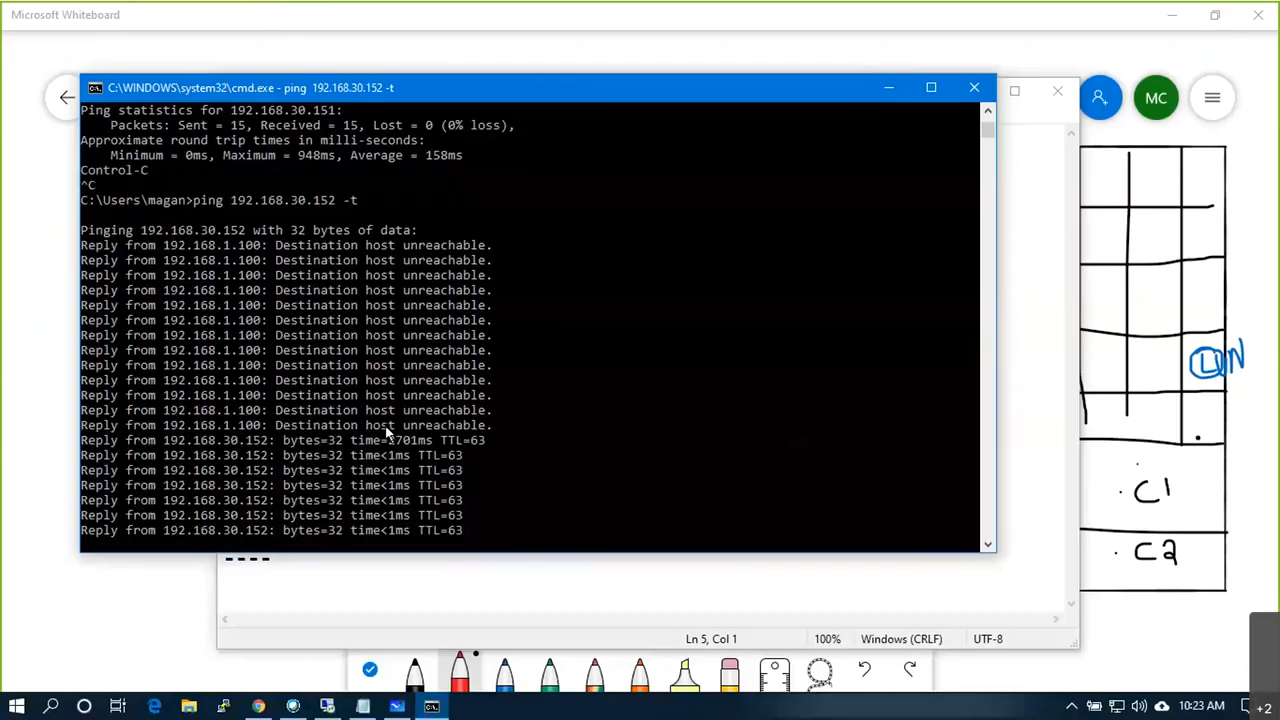 Microsoft Whiteboard
C:\WINDOWS\system32\cmd.exe - ping 192.168.30.152 -t
MC
Ping statistics for 192.168.30.151:
Packets: Sent = 15, Received = 15, Lost = 0 (0% loss),
Approximate round trip times in milli-seconds:
Minimum = 0ms, Maximum = 948ms, Average = 158ms
Control-C
^C
C:\Users\magan>ping 192.168.30.152 -t
Pinging 192.168.30.152 with 32 bytes of data:
Reply from 192.168.1.100: Destination host unreachable.
Reply from 192.168.1.100: Destination host unreachable.
Reply from 192.168.1.100: Destination host unreachable.
Reply from 192.168.1.100: Destination host unreachable.
Reply from 192.168.1.100: Destination host unreachable.
Reply from 192.168.1.100: Destination host unreachable.
Reply from 192.168.1.100: Destination host unreachable.
Reply from 192.168.1.100: Destination host unreachable.
Reply from 192.168.1.100: Destination host unreachable.
Reply from 192.168.1.100: Destination host unreachable.
Reply from 192.168.1.100: Destination host unreachable.
Reply from 192.168.1.100: Destination host unreachable.
Reply from 192.168.1.100: Destination host unreachable.
Reply from 192.168.30.152: bytes=32 TTL=63
Reply from 192.168.30.152: bytes=32 time<1ms TTL=63
Reply from 192.168.30.152: bytes=32 time<1ms TTL=63
Reply from 192.168.30.152: bytes=32 time<1ms TTL=63
Reply from 192.168.30.152: bytes=32 time<1ms TTL=63
Reply from 192.168.30.152: bytes=32 time<1ms TTL=63
Reply from 192.168.30.152: bytes=32 time<1ms TTL=63
C1
C2
----
Ln 5, Col 1 100% Windows (CRLF) UTF-8
10:23 AM
+2